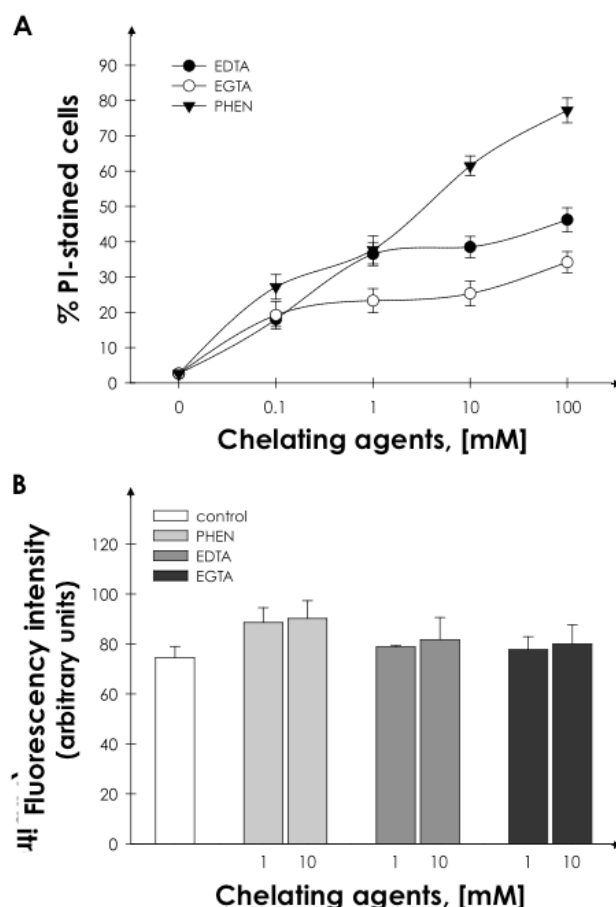 A
EDTA
EGTA
PHEN
90
80
70
60
50
40
30
20
10
0
% PI-stained cells
0 0.1 1 10 100
Chelating agents, [mM]
B
control
PHEN
EDTA
EGTA
120
100
80
60
40
20
0
Fluorescency intensity
(arbitrary units)
1 10 1 10 1 10
Chelating agents, [mM]